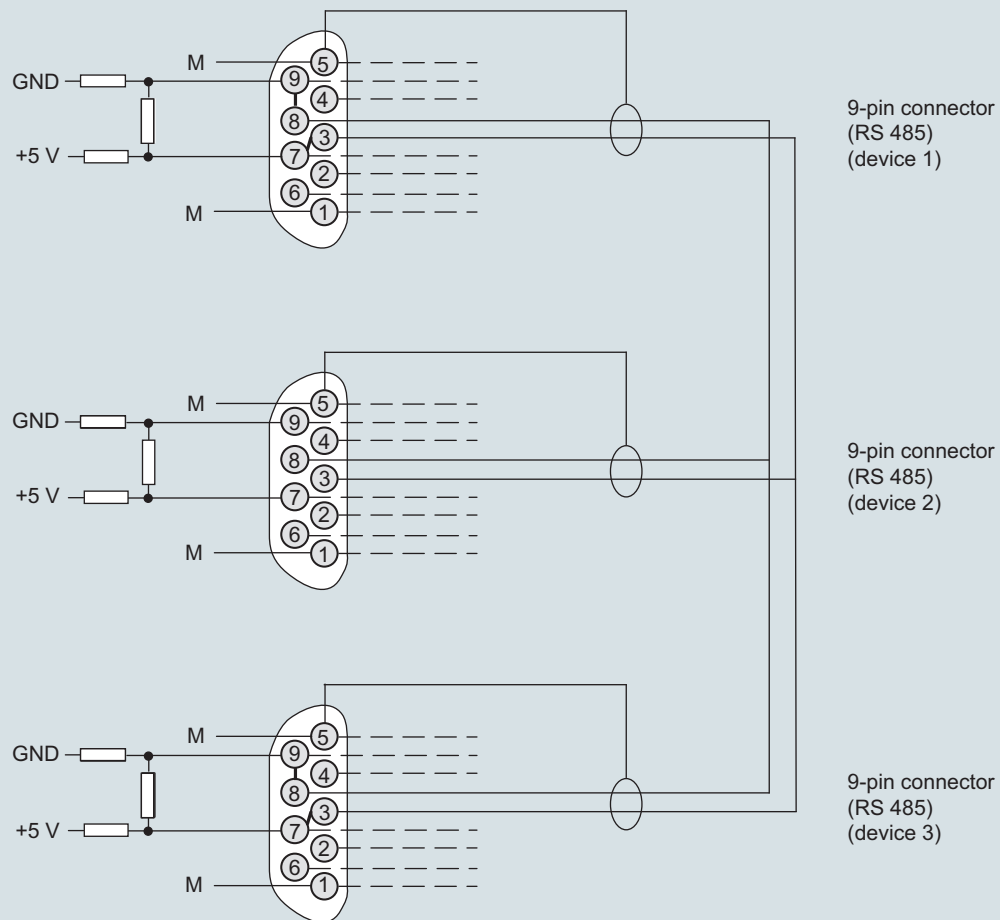 M
GND
+5 V
M
5
9
4
8
3
7
2
6
1
9-pin connector
(RS 485)
(device 1)
M
GND
+5 V
M
5
9
4
8
3
7
2
6
1
9-pin connector
(RS 485)
(device 2)
M
GND
+5 V
M
5
9
4
8
3
7
2
6
1
9-pin connector
(RS 485)
(device 3)